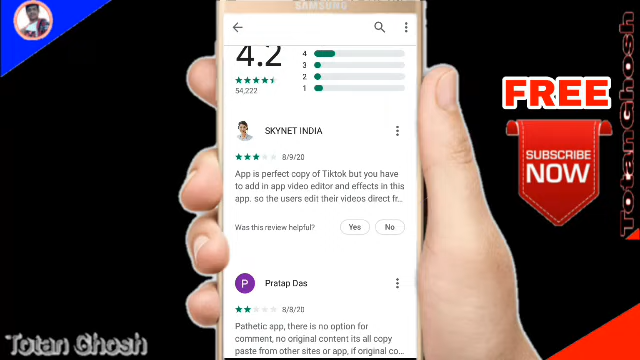 SAMSUNG
4.2
4
3
2
1
54,222
SKYNET INDIA
8/9/20
App is perfect copy of Tiktok but you have
to add in app video editor and effects in this
app. so the users edit their videos direct fr...
Was this review helpful?
Yes
No
P
Pratap Das
8/8/20
Pathetic app, there is no option for
comment, no original content its all copy
paste from other sites or app, if original co...
FREE
SUBSCRIBE
NOW
TotanGhosh
Totan Ghosh